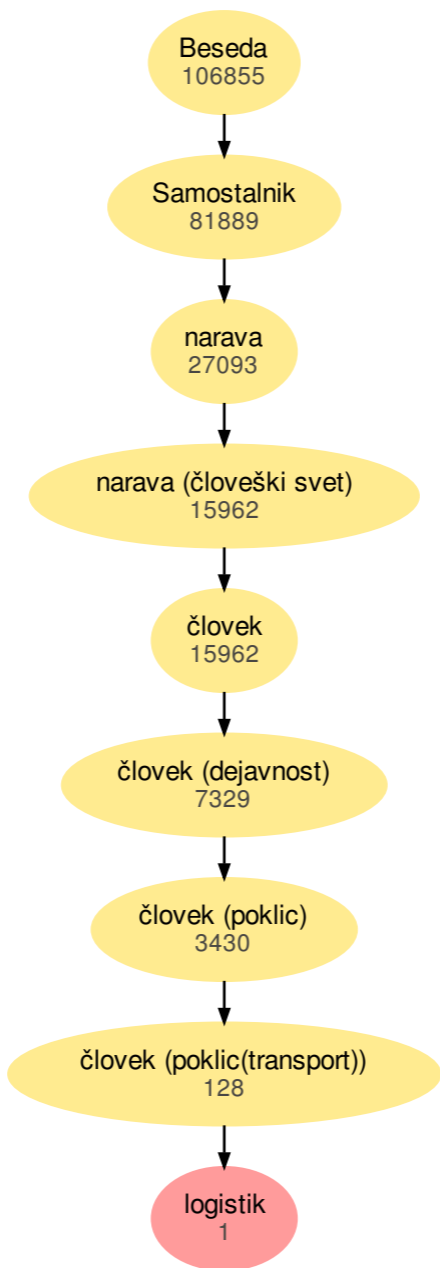 Beseda
106855
Samostalnik
81889
narava
27093
narava (človeški svet)
15962
človek
15962
človek (dejavnost)
7329
človek (poklic)
3430
človek (poklic(transport))
128
logistik
1